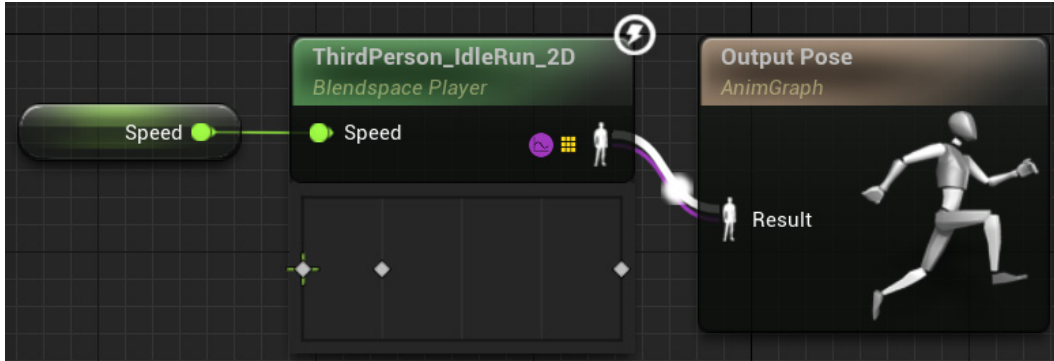 Speed
ThirdPerson_IdleRun_2D
Blendspace Player
Speed
Output Pose
AnimGraph
Result